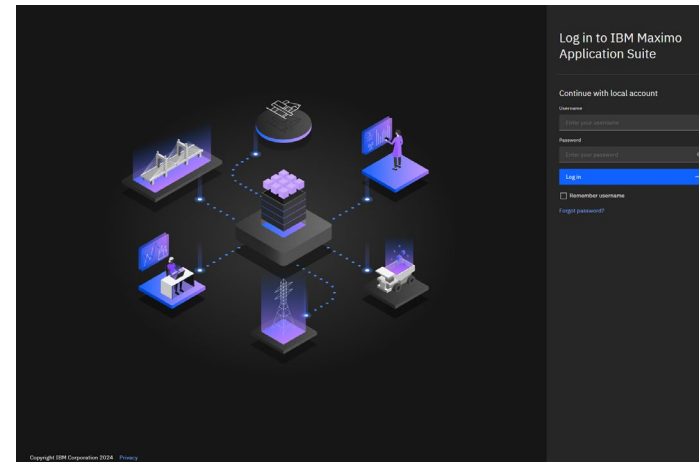 Log in to IBM Maximo
Application Suite
Continue with local account
Username
Enter your username
Password
Enter your password
Log in
Remember username
Forgot password?
Copyright IBM Corporation 2024 Privacy